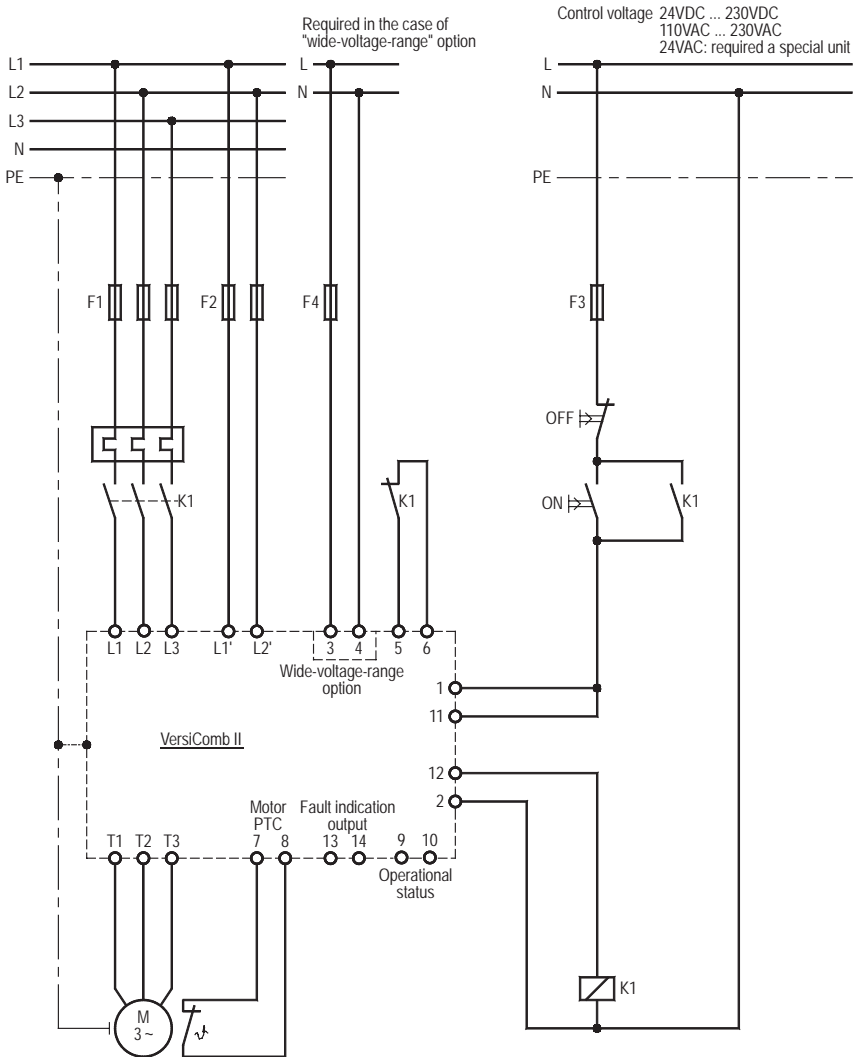 Control voltage 24VDC ... 230VDC
110VAC ... 230VAC
24VAC: required a special unit
Required in the case of
"wide-voltage-range" option
L1
L
L
L2
N
N
L3
N
PE
PE
F1
F2
F4
F3
OFF
K1
K1
ON
K1
L1 L2 L3 L1' L2' 3 4 5 6
Wide-voltage-range
option
1
11
VersiComb II
12
2
Motor
PTC
Fault indication
output
T1 T2 T3 7 8 13 14 9 10
Operational
status
K1
M
3 ~